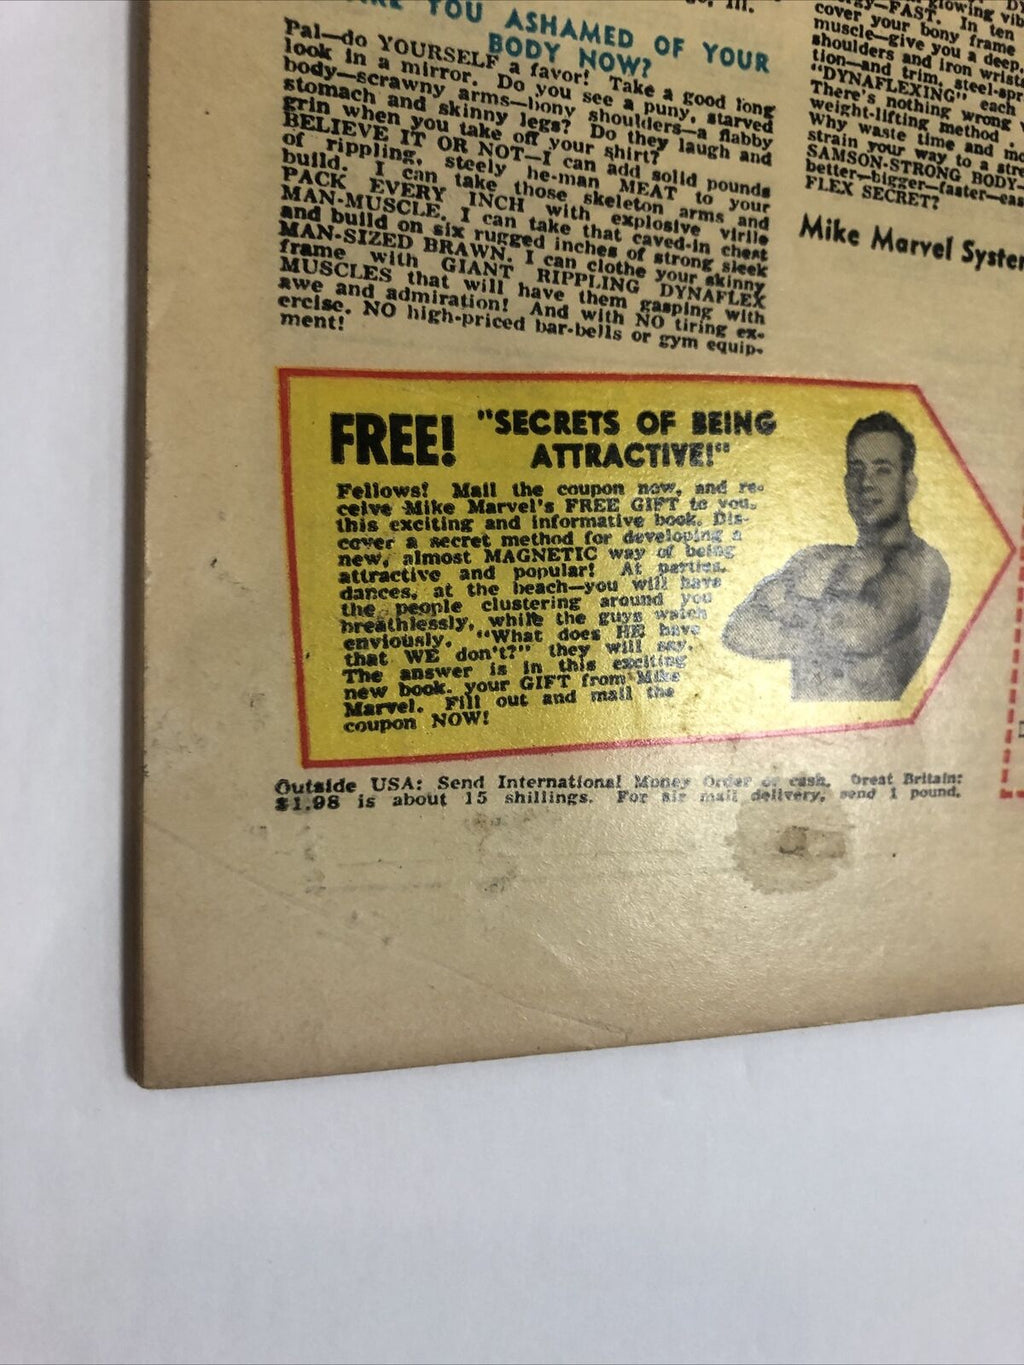 Ill.
YOU ASHAMED OF YOUR
BODY NOW?
Pal—do YOURSELF a favor! Take a good long
look in a mirror. Do you see a puny, starved
body—scrawny arms—bony shoulders—a flabby
stomach and skinny legs? Do they laugh and
grin when you take off your shirt?
BELIEVE IT OR NOT—I can add solid pounds
of rippling, steely he-man MEAT to your
build. I can take those skeleton arms and
PACK EVERY INCH with explosive virile
MAN-MUSCLE. I can take that caved-in chest
and build on six rugged inches of strong sleek
MAN-SIZED BRAWN. I can clothe your skinny
frame with GIANT RIPPLING DYNAFLEX
MUSCLES that will have them gasping with
awe and admiration! And with NO tiring ex-
ercise. NO high-priced bar-bells or gym equip-
ment!
FREE! "SECRETS OF BEING
ATTRACTIVE!"
Fellows! Mail the coupon now, and re-
ceive Mike Marvel's FREE GIFT to you.
this exciting and informative book. Dis-
cover a secret method for developing a
new, almost MAGNETIC way of being
attractive and popular! At parties,
dances, at the beach—you will have
the people clustering around you
breathlessly, while the guys watch
enviously. "What does HE have
that WE don't?" they will say.
The answer is in this exciting
new book. your GIFT from Mike
Marvel. Fill out and mail the
coupon NOW!
Outside USA: Send International Money Order or cash. Great Britain:
$1.98 is about 15 shillings. For air mail delivery, send 1 pound.
glowing
—FAST. In ten
cover your bony frame
muscle—give you a deep,
shoulders and iron
tion—and trim,
"DYNAFLEXING" each
There's nothing wrong
weight-lifting method
Why waste time and
strain your way to a
SAMSON-STRONG BODY—
better—bigger—faster—
FLEX SECRET?
Mike Marvel